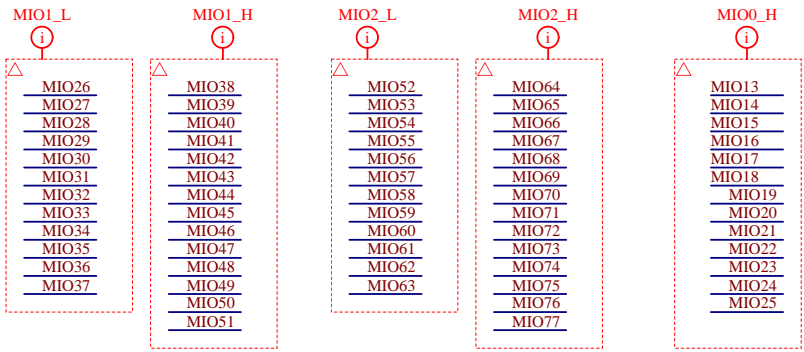 MIO1_L
i
MIO26
MIO27
MIO28
MIO29
MIO30
MIO31
MIO32
MIO33
MIO34
MIO35
MIO36
MIO37
MIO1_H
i
MIO38
MIO39
MIO40
MIO41
MIO42
MIO43
MIO44
MIO45
MIO46
MIO47
MIO48
MIO49
MIO50
MIO51
MIO2_L
i
MIO52
MIO53
MIO54
MIO55
MIO56
MIO57
MIO58
MIO59
MIO60
MIO61
MIO62
MIO63
MIO2_H
i
MIO64
MIO65
MIO66
MIO67
MIO68
MIO69
MIO70
MIO71
MIO72
MIO73
MIO74
MIO75
MIO76
MIO77
MIO0_H
i
MIO13
MIO14
MIO15
MIO16
MIO17
MIO18
MIO19
MIO20
MIO21
MIO22
MIO23
MIO24
MIO25